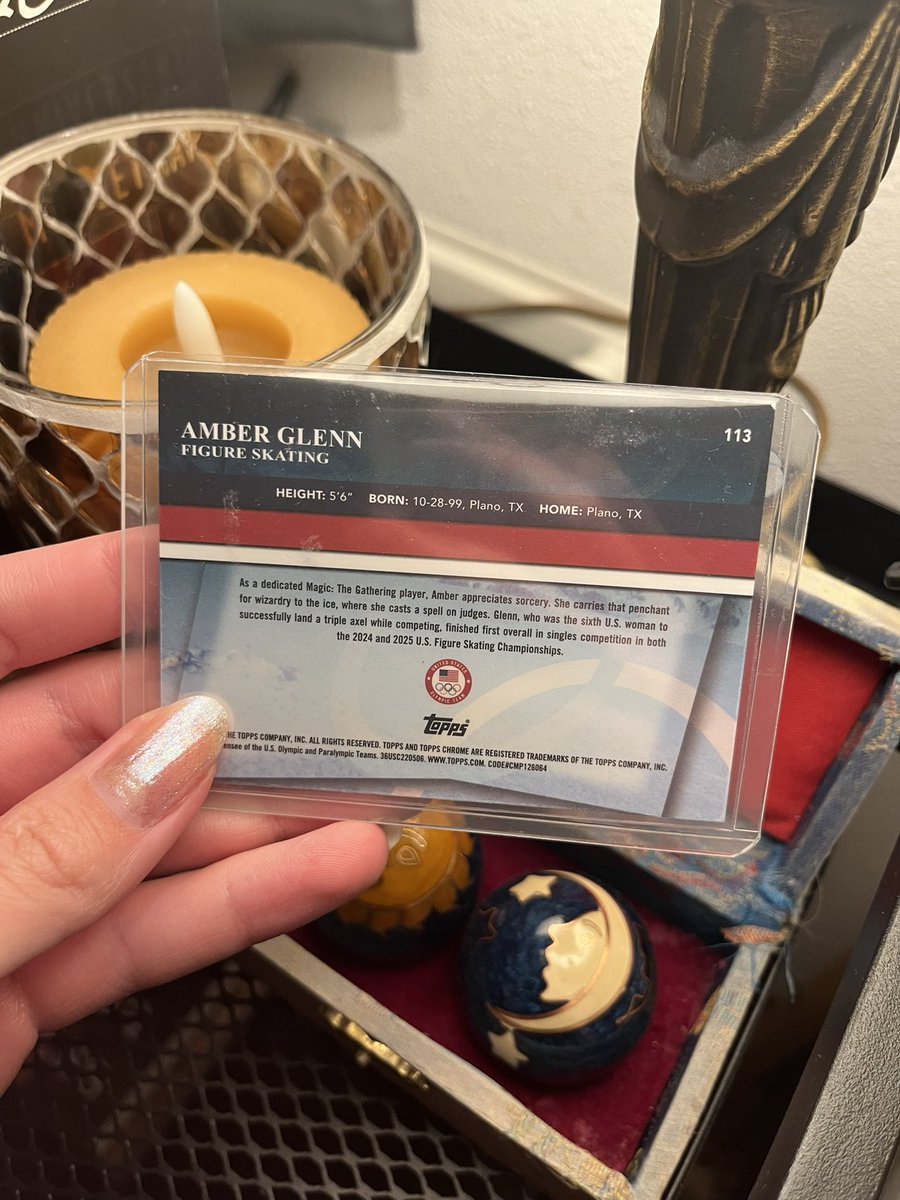 AMBER GLENN
FIGURE SKATING
113
HEIGHT: 5'6" BORN: 10-28-99, Plano, TX HOME: Plano, TX
As a dedicated Magic: The Gathering player, Amber appreciates sorcery. She carries that penchant
for wizardry to the ice, where she casts a spell on judges. Glenn, who was the sixth U.S. woman to
successfully land a triple axel while competing, finished first overall in singles competition in both
the 2024 and 2025 U.S. Figure Skating Championships.
UNITED STATES
OLYMPIC TEAM
topps
THE TOPPS COMPANY, INC. ALL RIGHTS RESERVED. TOPPS AND TOPPS CHROME ARE REGISTERED TRADEMARKS OF THE TOPPS COMPANY, INC.
ensee of the U.S. Olympic and Paralympic Teams. 36USC220506. WWW.TOPPS.COM. CODE#CMP126064